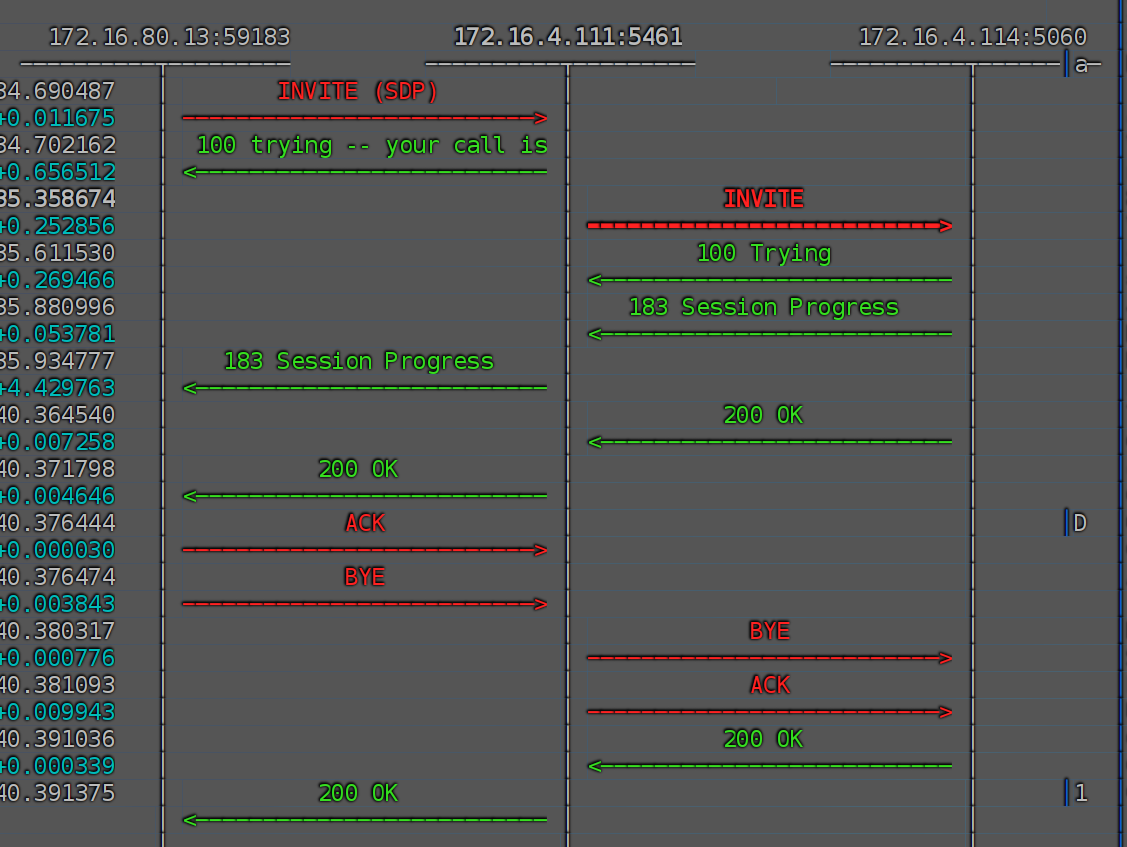 172.16.80.13:59183 172.16.4.111:5461 172.16.4.114:5060
a
34.690487 INVITE (SDP)
+0.011675
34.702162 100 trying -- your call is
+0.656512
35.358674 INVITE
+0.252856
35.611530 100 Trying
+0.269466
35.880996 183 Session Progress
+0.053781
35.934777 183 Session Progress
+4.429763
40.364540 200 OK
+0.007258
40.371798 200 OK
+0.004646
40.376444 ACK D
+0.000030
40.376474 BYE
+0.003843
40.380317 BYE
+0.000776
40.381093 ACK
+0.009943
40.391036 200 OK
+0.000339
40.391375 200 OK 1